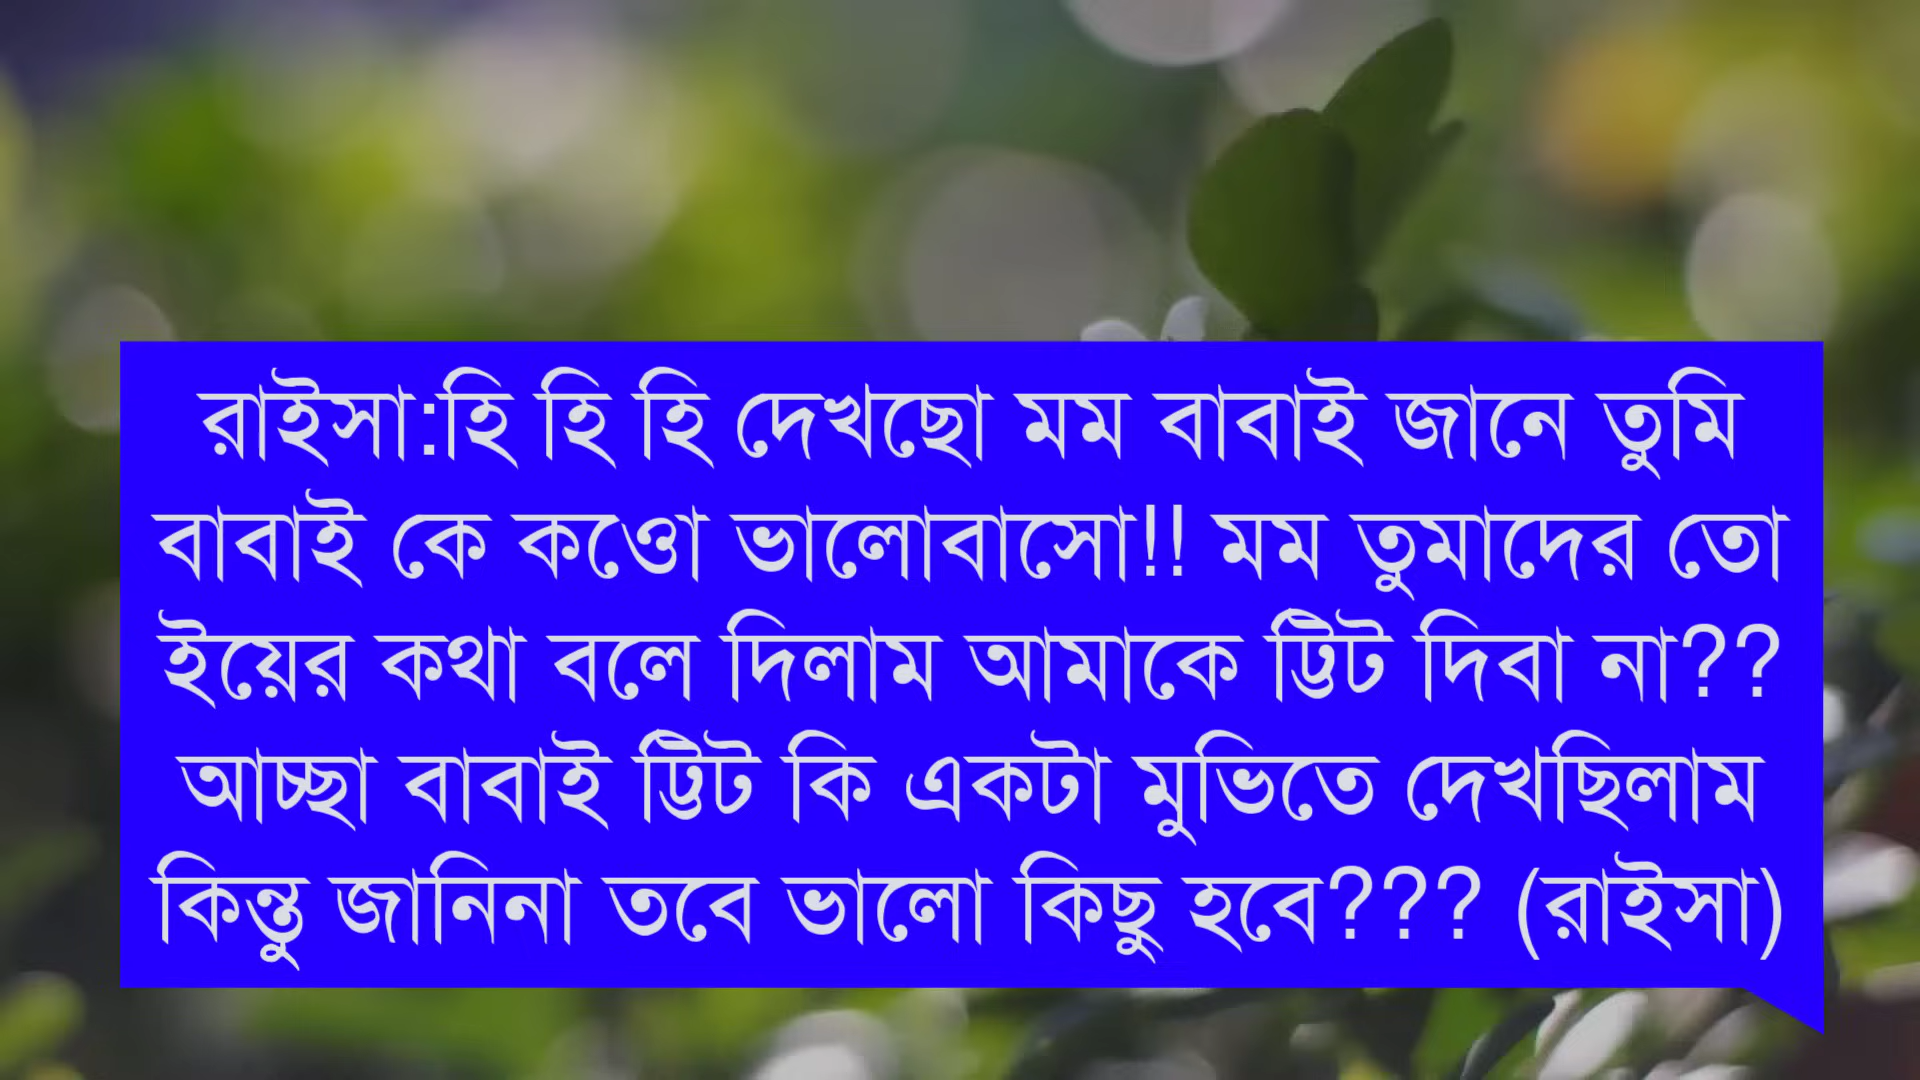 রাইসা:হি হি হি দেখছো মম বাবাই জানে তুমি
বাবাই কে কওো ভালোবাসো!! মম তুমাদের তো
ইয়ের কথা বলে দিলাম আমাকে ট্টিট দিবা না??
আচ্ছা বাবাই ট্টিট কি একটা মুভিতে দেখছিলাম
কিন্তু জানিনা তবে ভালো কিছু হবে??? (রাইসা)